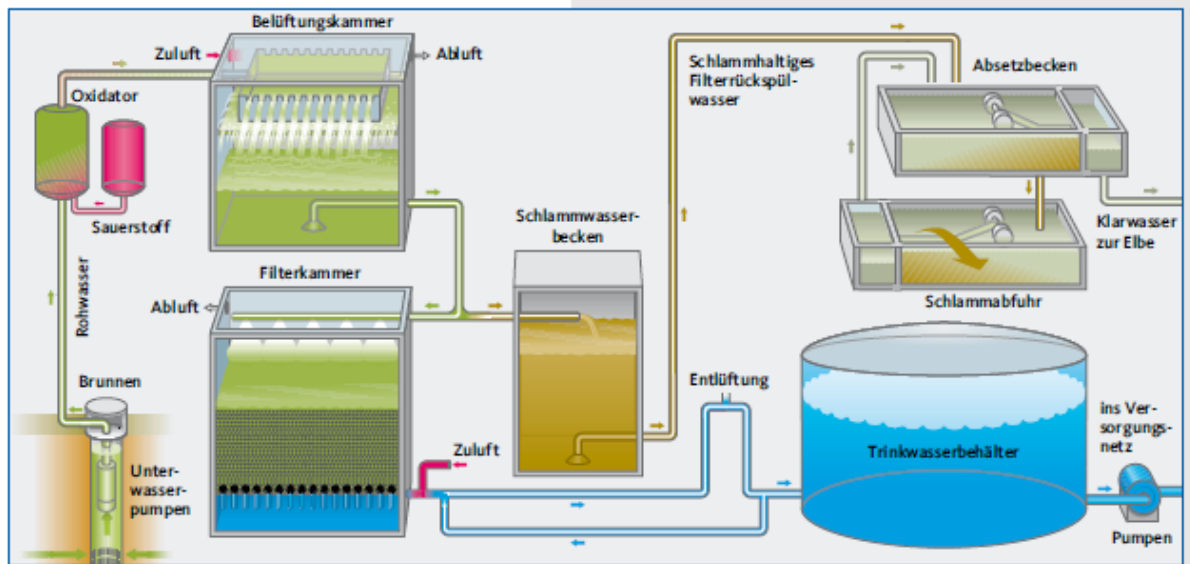 Belüftungskammer
Zuluft
Abluft
Oxidator
Sauerstoff
Rohwasser
Brunnen
Unter-
wasser-
pumpen
Filterkammer
Abluft
Schlammwasser-
becken
Zuluft
Schlammhaltiges
Filterrückspül-
wasser
Absetzbecken
Klarwasser
zur Elbe
Schlammabfuhr
Entlüftung
Trinkwasserbehälter
ins Ver-
sorgungs-
netz
Pumpen